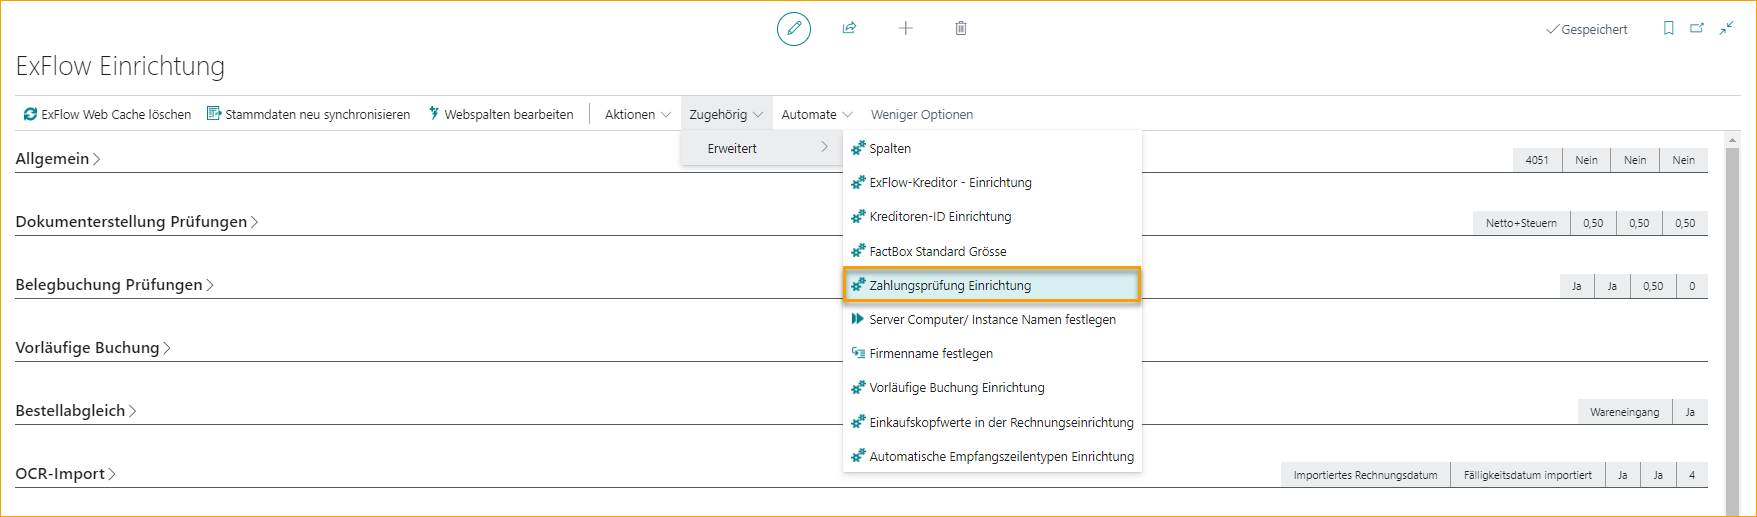 Gespeichert
ExFlow Einrichtung
ExFlow Web Cache löschen Stammdaten neu synchronisieren Webspalten bearbeiten Aktionen Zugehörig Automate Weniger Optionen
Erweitert
Spalten
ExFlow-Kreditor - Einrichtung
Kreditoren-ID Einrichtung
FactBox Standard Grösse
Zahlungsprüfung Einrichtung
Server Computer/ Instance Namen festlegen
Firmenname festlegen
Vorläufige Buchung Einrichtung
Einkaufskopfwerte in der Rechnungseinrichtung
Automatische Empfangszeilentypen Einrichtung
Allgemein 4051 Nein Nein Nein
Dokumenterstellung Prüfungen Netto+Steuern 0,50 0,50 0,50
Belegbuchung Prüfungen Ja Ja 0,50 0
Vorläufige Buchung
Bestellabgleich Wareneingang Ja
OCR-Import Importiertes Rechnungsdatum Fälligkeitsdatum importiert Ja Ja 4